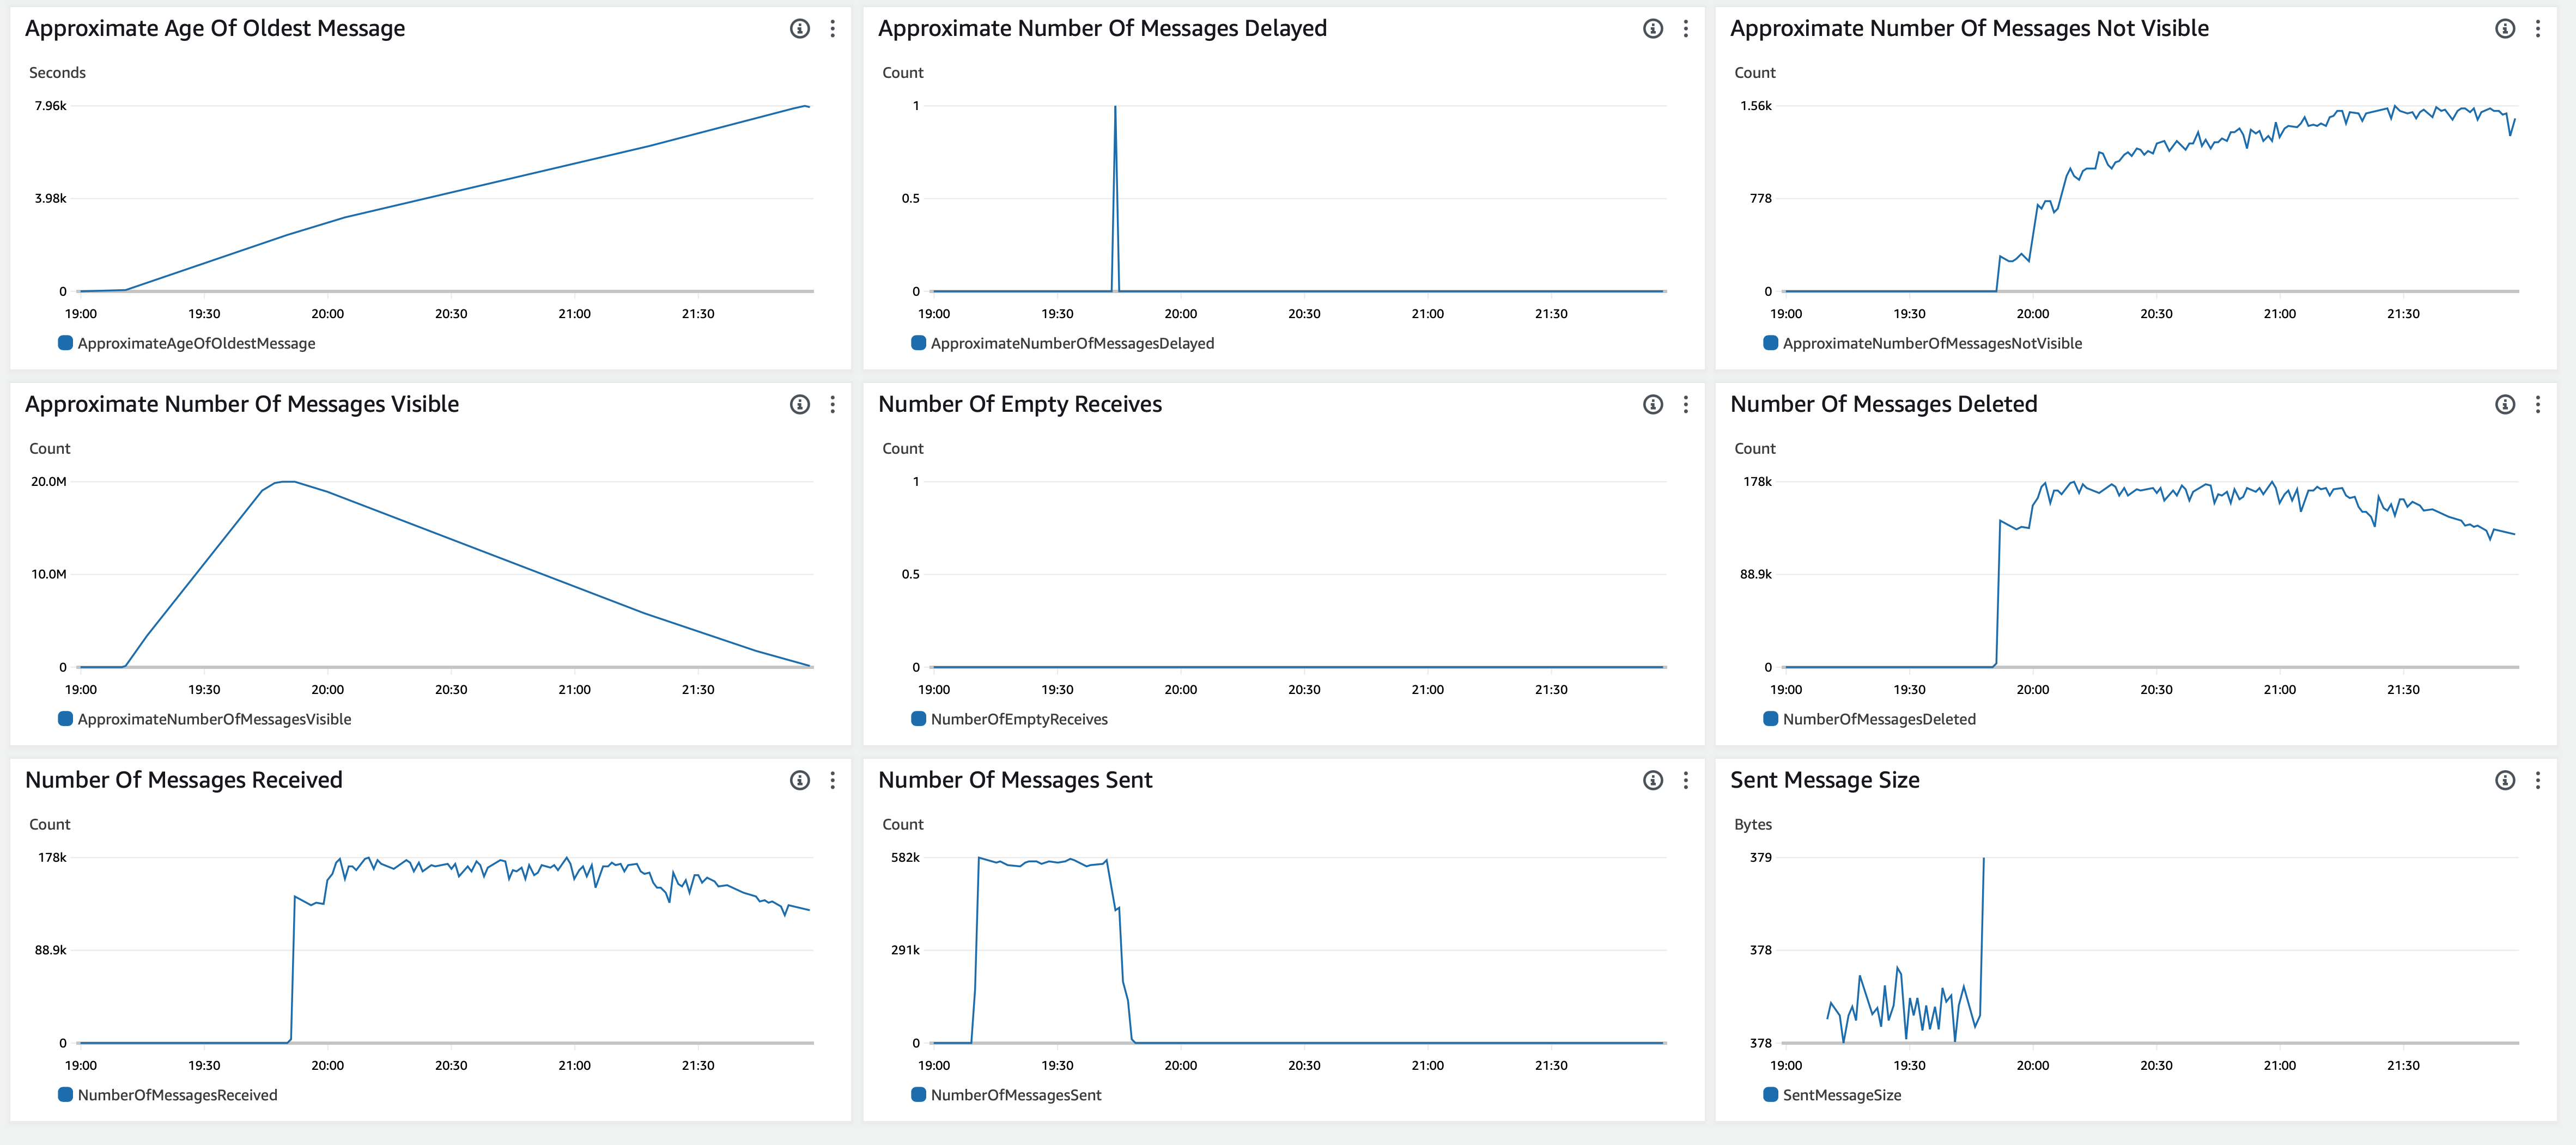 Approximate Age Of Oldest Message
Seconds
7.96k
3.98k
0
19:00 19:30 20:00 20:30 21:00 21:30
ApproximateAgeOfOldestMessage
Approximate Number Of Messages Delayed
Count
1
0.5
0
19:00 19:30 20:00 20:30 21:00 21:30
ApproximateNumberOfMessagesDelayed
Approximate Number Of Messages Not Visible
Count
1.56k
778
0
19:00 19:30 20:00 20:30 21:00 21:30
ApproximateNumberOfMessagesNotVisible
Approximate Number Of Messages Visible
Count
20.0M
10.0M
0
19:00 19:30 20:00 20:30 21:00 21:30
ApproximateNumberOfMessagesVisible
Number Of Empty Receives
Count
1
0.5
0
19:00 19:30 20:00 20:30 21:00 21:30
NumberOfEmptyReceives
Number Of Messages Deleted
Count
178k
88.9k
0
19:00 19:30 20:00 20:30 21:00 21:30
NumberOfMessagesDeleted
Number Of Messages Received
Count
178k
88.9k
0
19:00 19:30 20:00 20:30 21:00 21:30
NumberOfMessagesReceived
Number Of Messages Sent
Count
582k
291k
0
19:00 19:30 20:00 20:30 21:00 21:30
NumberOfMessagesSent
Sent Message Size
Bytes
379
378
378
19:00 19:30 20:00 20:30 21:00 21:30
SentMessageSize